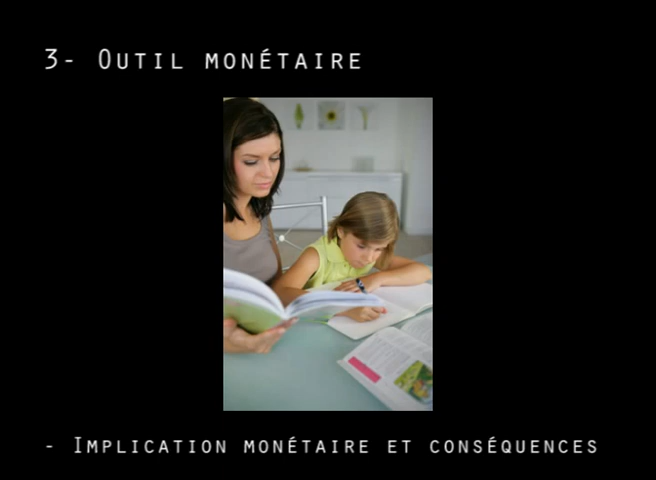 3- Outil monétaire
- Implication monétaire et conséquences